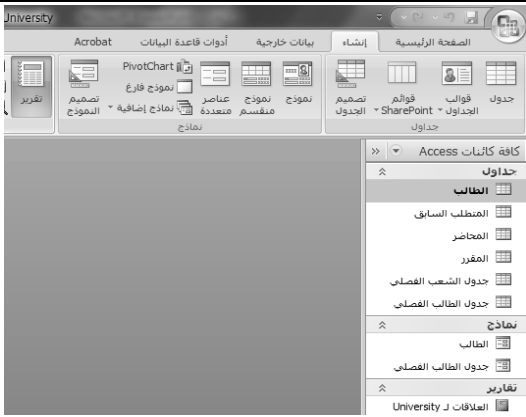 University
الصفحة الرئيسية
إنشاء
بيانات خارجية
أدوات قاعدة البيانات
Acrobat
جدول
قوالب الجداول
قوائم SharePoint
تصميم الجدول
جداول
نموذج
نموذج منقسم
عناصر متعددة
PivotChart
نموذج فارغ
نماذج إضافية
تصميم النموذج
نماذج
تقرير
كافة كائنات Access
جداول
الطالب
المتطلب السابق
المحاضر
المقرر
جدول الشعب الفصلي
جدول الطالب الفصلي
نماذج
الطالب
جدول الطالب الفصلي
تقارير
العلاقات لـ University